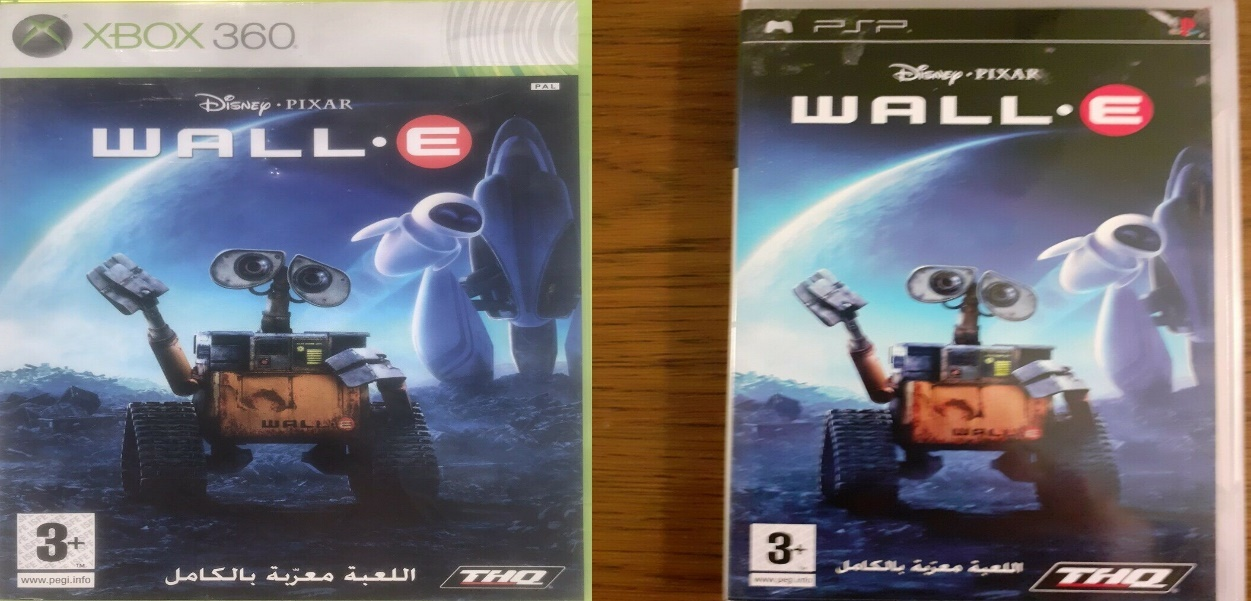 XBOX 360
PAL
Disney · PIXAR
WALL·E
WALL·E
3+
www.pegi.info
اللعبة معرّبة بالكامل
THQ
PSP
Disney · PIXAR
WALL·E
WALL·E
3+
www.pegi.info
اللعبة معرّبة بالكامل
THQ